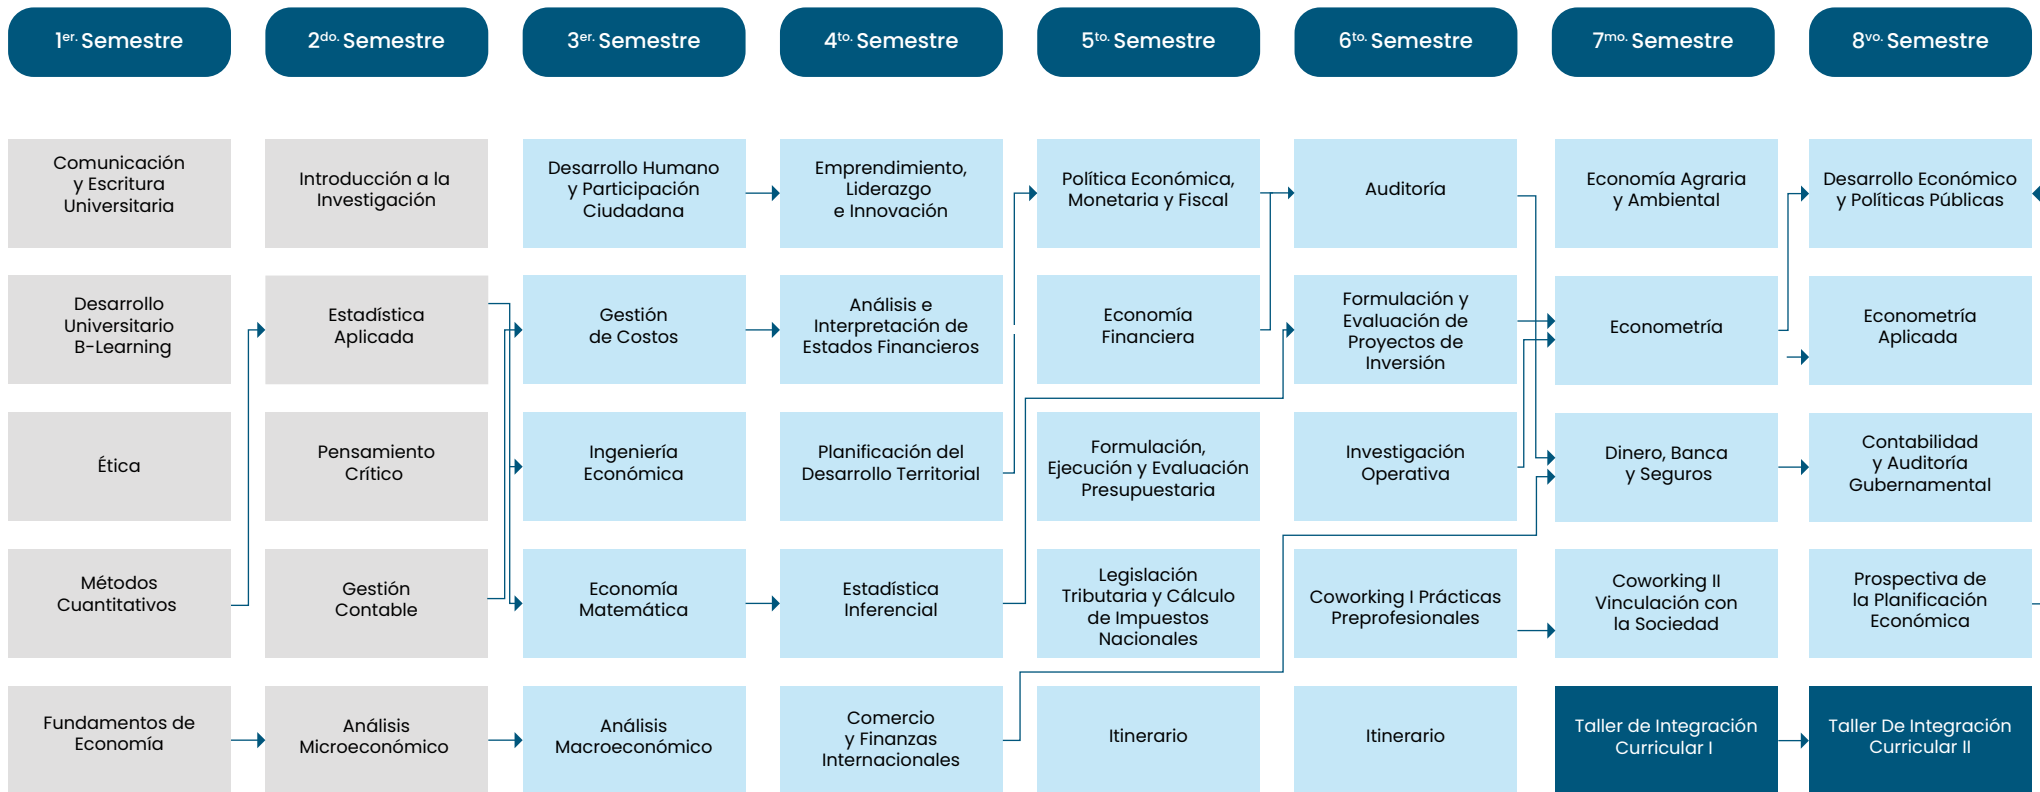 1er. Semestre
2do. Semestre
3er. Semestre
4to. Semestre
5to. Semestre
6to. Semestre
7mo. Semestre
8vo. Semestre
Comunicación
y Escritura
Universitaria
Introducción a la
Investigación
Desarrollo Humano
y Participación
Ciudadana
Emprendimiento,
Liderazgo
e Innovación
Política Económica,
Monetaria y Fiscal
Auditoría
Economía Agraria
y Ambiental
Desarrollo Económico
y Políticas Públicas
Desarrollo
Universitario
B-Learning
Estadística
Aplicada
Gestión
de Costos
Análisis e
Interpretación de
Estados Financieros
Economía
Financiera
Formulación y
Evaluación de
Proyectos de
Inversión
Econometría
Econometría
Aplicada
Ética
Pensamiento
Crítico
Ingeniería
Económica
Planificación del
Desarrollo Territorial
Formulación,
Ejecución y Evaluación
Presupuestaria
Investigación
Operativa
Dinero, Banca
y Seguros
Contabilidad
y Auditoría
Gubernamental
Métodos
Cuantitativos
Gestión
Contable
Economía
Matemática
Estadística
Inferencial
Legislación
Tributaria y Cálculo
de Impuestos
Nacionales
Coworking I Prácticas
Preprofesionales
Coworking II
Vinculación con
la Sociedad
Prospectiva de
la Planificación
Económica
Fundamentos de
Economía
Análisis
Microeconómico
Análisis
Macroeconómico
Comercio
y Finanzas
Internacionales
Itinerario
Itinerario
Taller de Integración
Curricular I
Taller De Integración
Curricular II